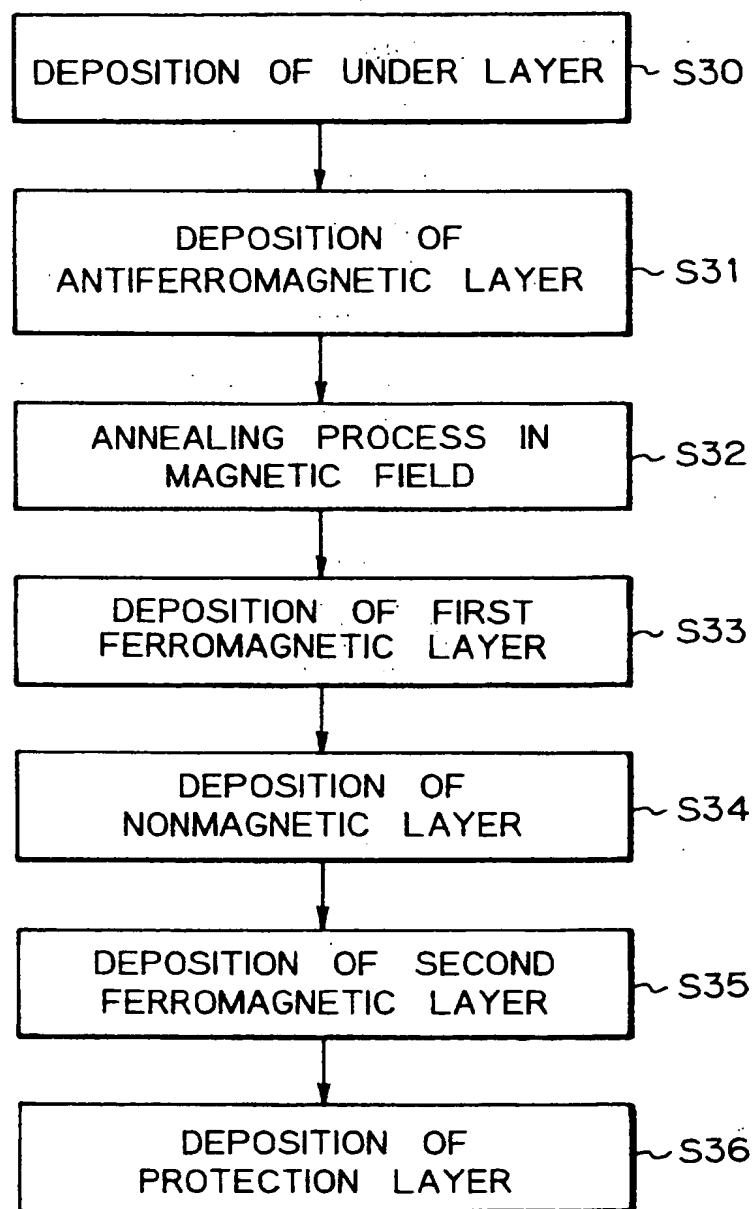 DEPOSITION OF UNDER LAYER S30
DEPOSITION OF
ANTIFERROMAGNETIC LAYER S31
ANNEALING PROCESS IN
MAGNETIC FIELD S32
DEPOSITION OF FIRST
FERROMAGNETIC LAYER S33
DEPOSITION OF
NONMAGNETIC LAYER S34
DEPOSITION OF SECOND
FERROMAGNETIC LAYER S35
DEPOSITION OF
PROTECTION LAYER S36